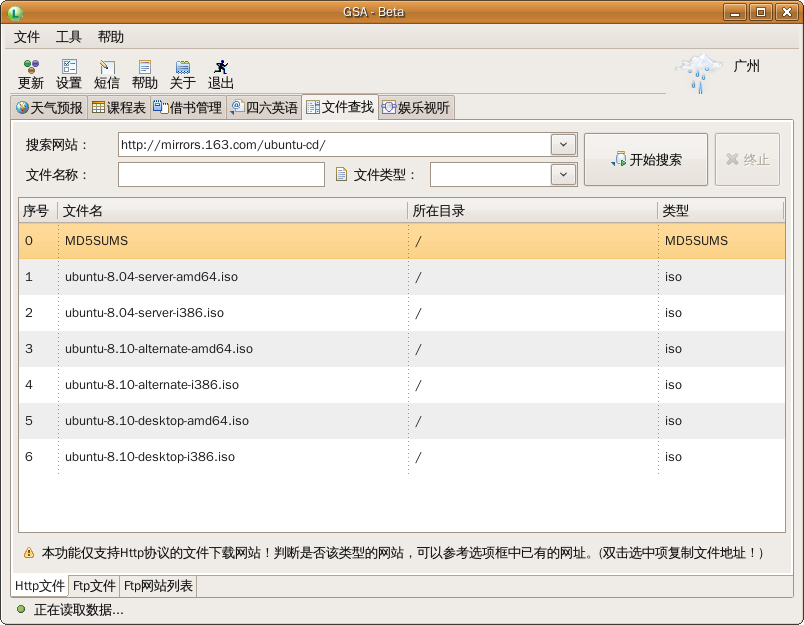 GSA - Beta
文件 工具 帮助
更新 设置 短信 帮助 关于 退出 广州
天气预报 课程表 借书管理 四六英语 文件查找 娱乐视听
搜索网站： http://mirrors.163.com/ubuntu-cd/ 开始搜索 终止
文件名称： 文件类型：
序号 文件名 所在目录 类型
0 MD5SUMS / MD5SUMS
1 ubuntu-8.04-server-amd64.iso / iso
2 ubuntu-8.04-server-i386.iso / iso
3 ubuntu-8.10-alternate-amd64.iso / iso
4 ubuntu-8.10-alternate-i386.iso / iso
5 ubuntu-8.10-desktop-amd64.iso / iso
6 ubuntu-8.10-desktop-i386.iso / iso
本功能仅支持Http协议的文件下载网站！判断是否该类型的网站，可以参考选项框中已有的网址。(双击选中项复制文件地址！)
Http文件 Ftp文件 Ftp网站列表
正在读取数据...